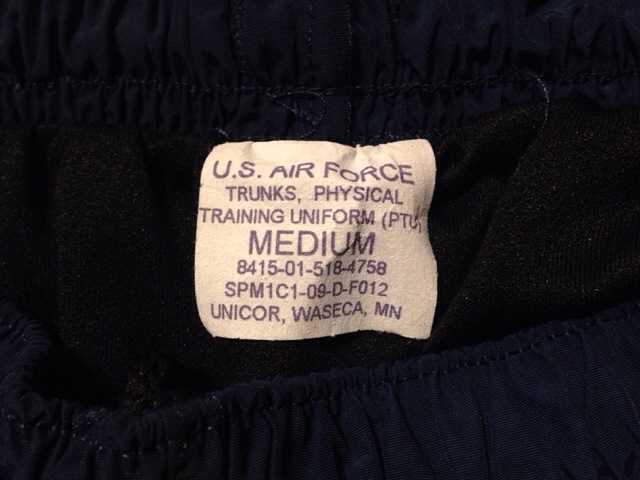 U.S. AIR FORCE
TRUNKS, PHYSICAL
TRAINING UNIFORM (PTU)
MEDIUM
8415-01-518-4758
SPM1C1-09-D-F012
UNICOR, WASECA, MN